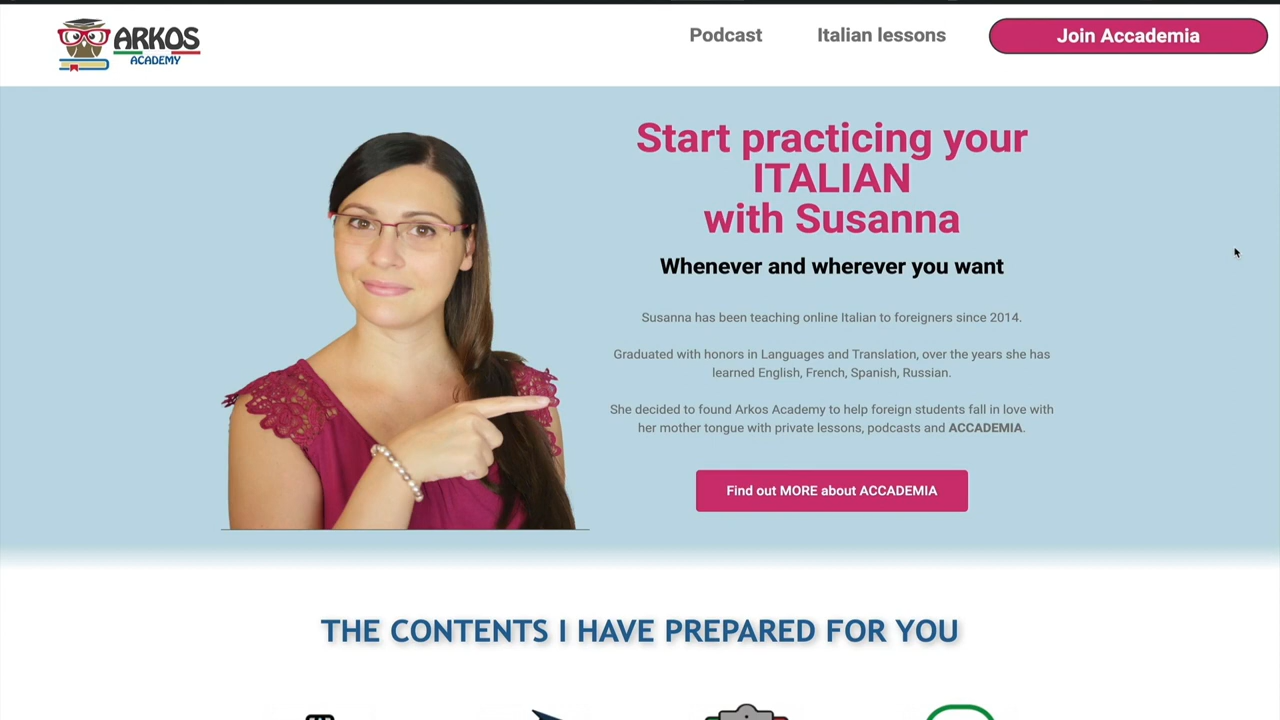 ARKOS
ACADEMY
Podcast
Italian lessons
Join Accademia
Start practicing your
ITALIAN
with Susanna
Whenever and wherever you want
Susanna has been teaching online Italian to foreigners since 2014.
Graduated with honors in Languages and Translation, over the years she has
learned English, French, Spanish, Russian.
She decided to found Arkos Academy to help foreign students fall in love with
her mother tongue with private lessons, podcasts and ACCADEMIA.
Find out MORE about ACCADEMIA
THE CONTENTS I HAVE PREPARED FOR YOU